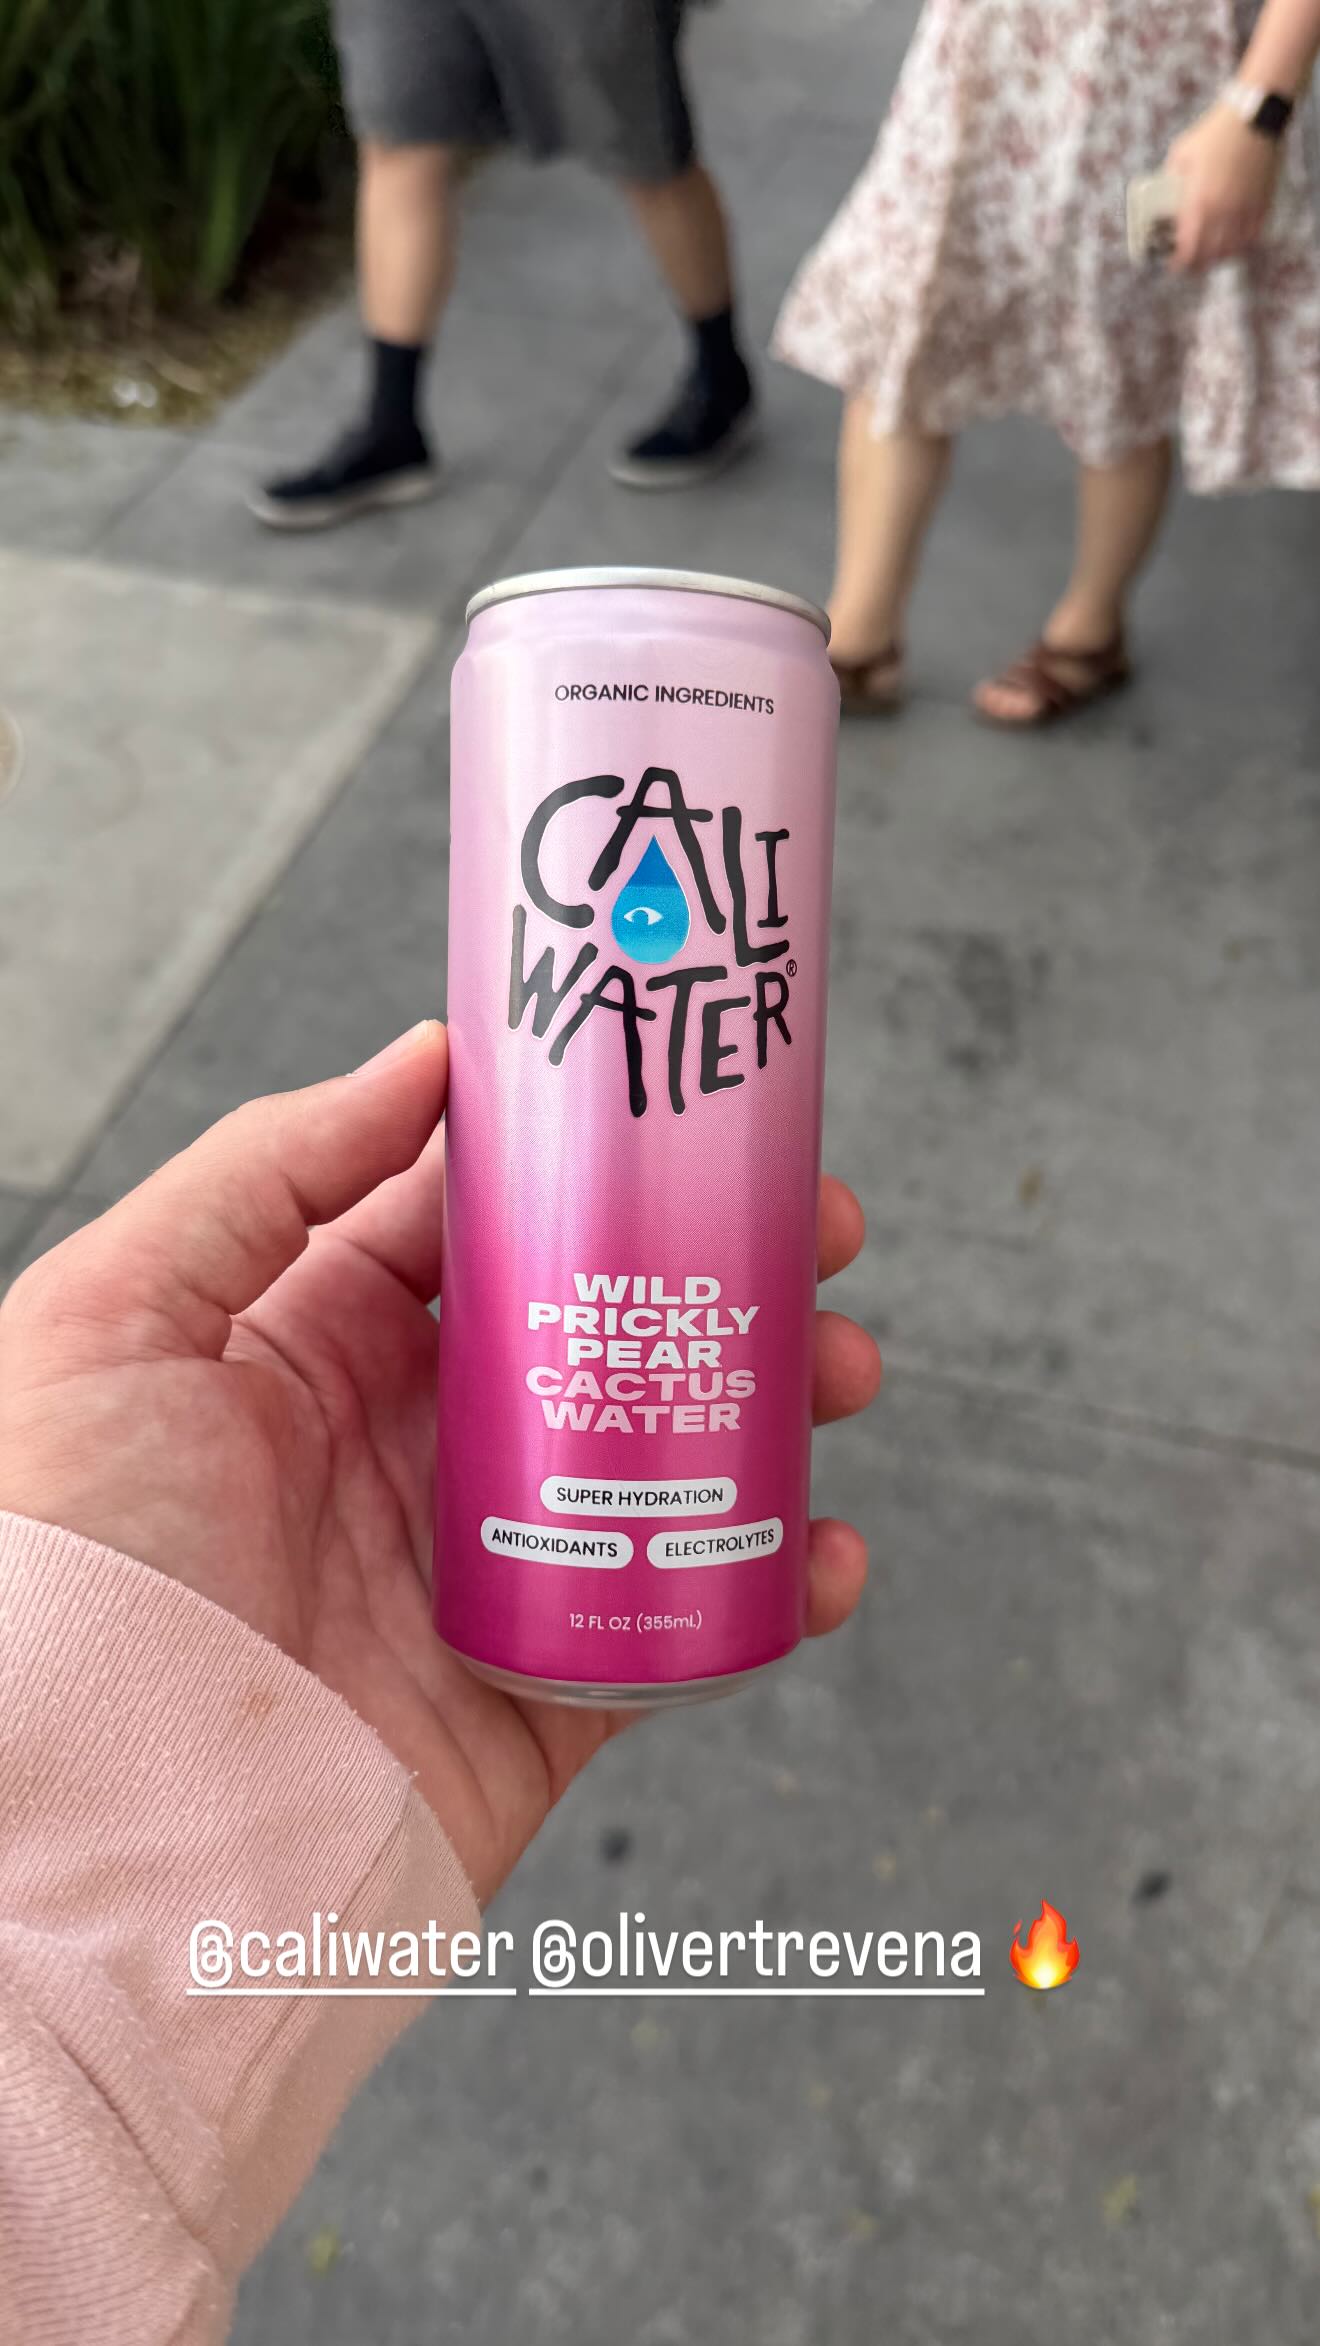 ORGANIC INGREDIENTS
CALI
WATER®
WILD
PRICKLY
PEAR
CACTUS
WATER
SUPER HYDRATION
ANTIOXIDANTS ELECTROLYTES
12 FL OZ (355mL)
@caliwater @olivertrevena 🔥